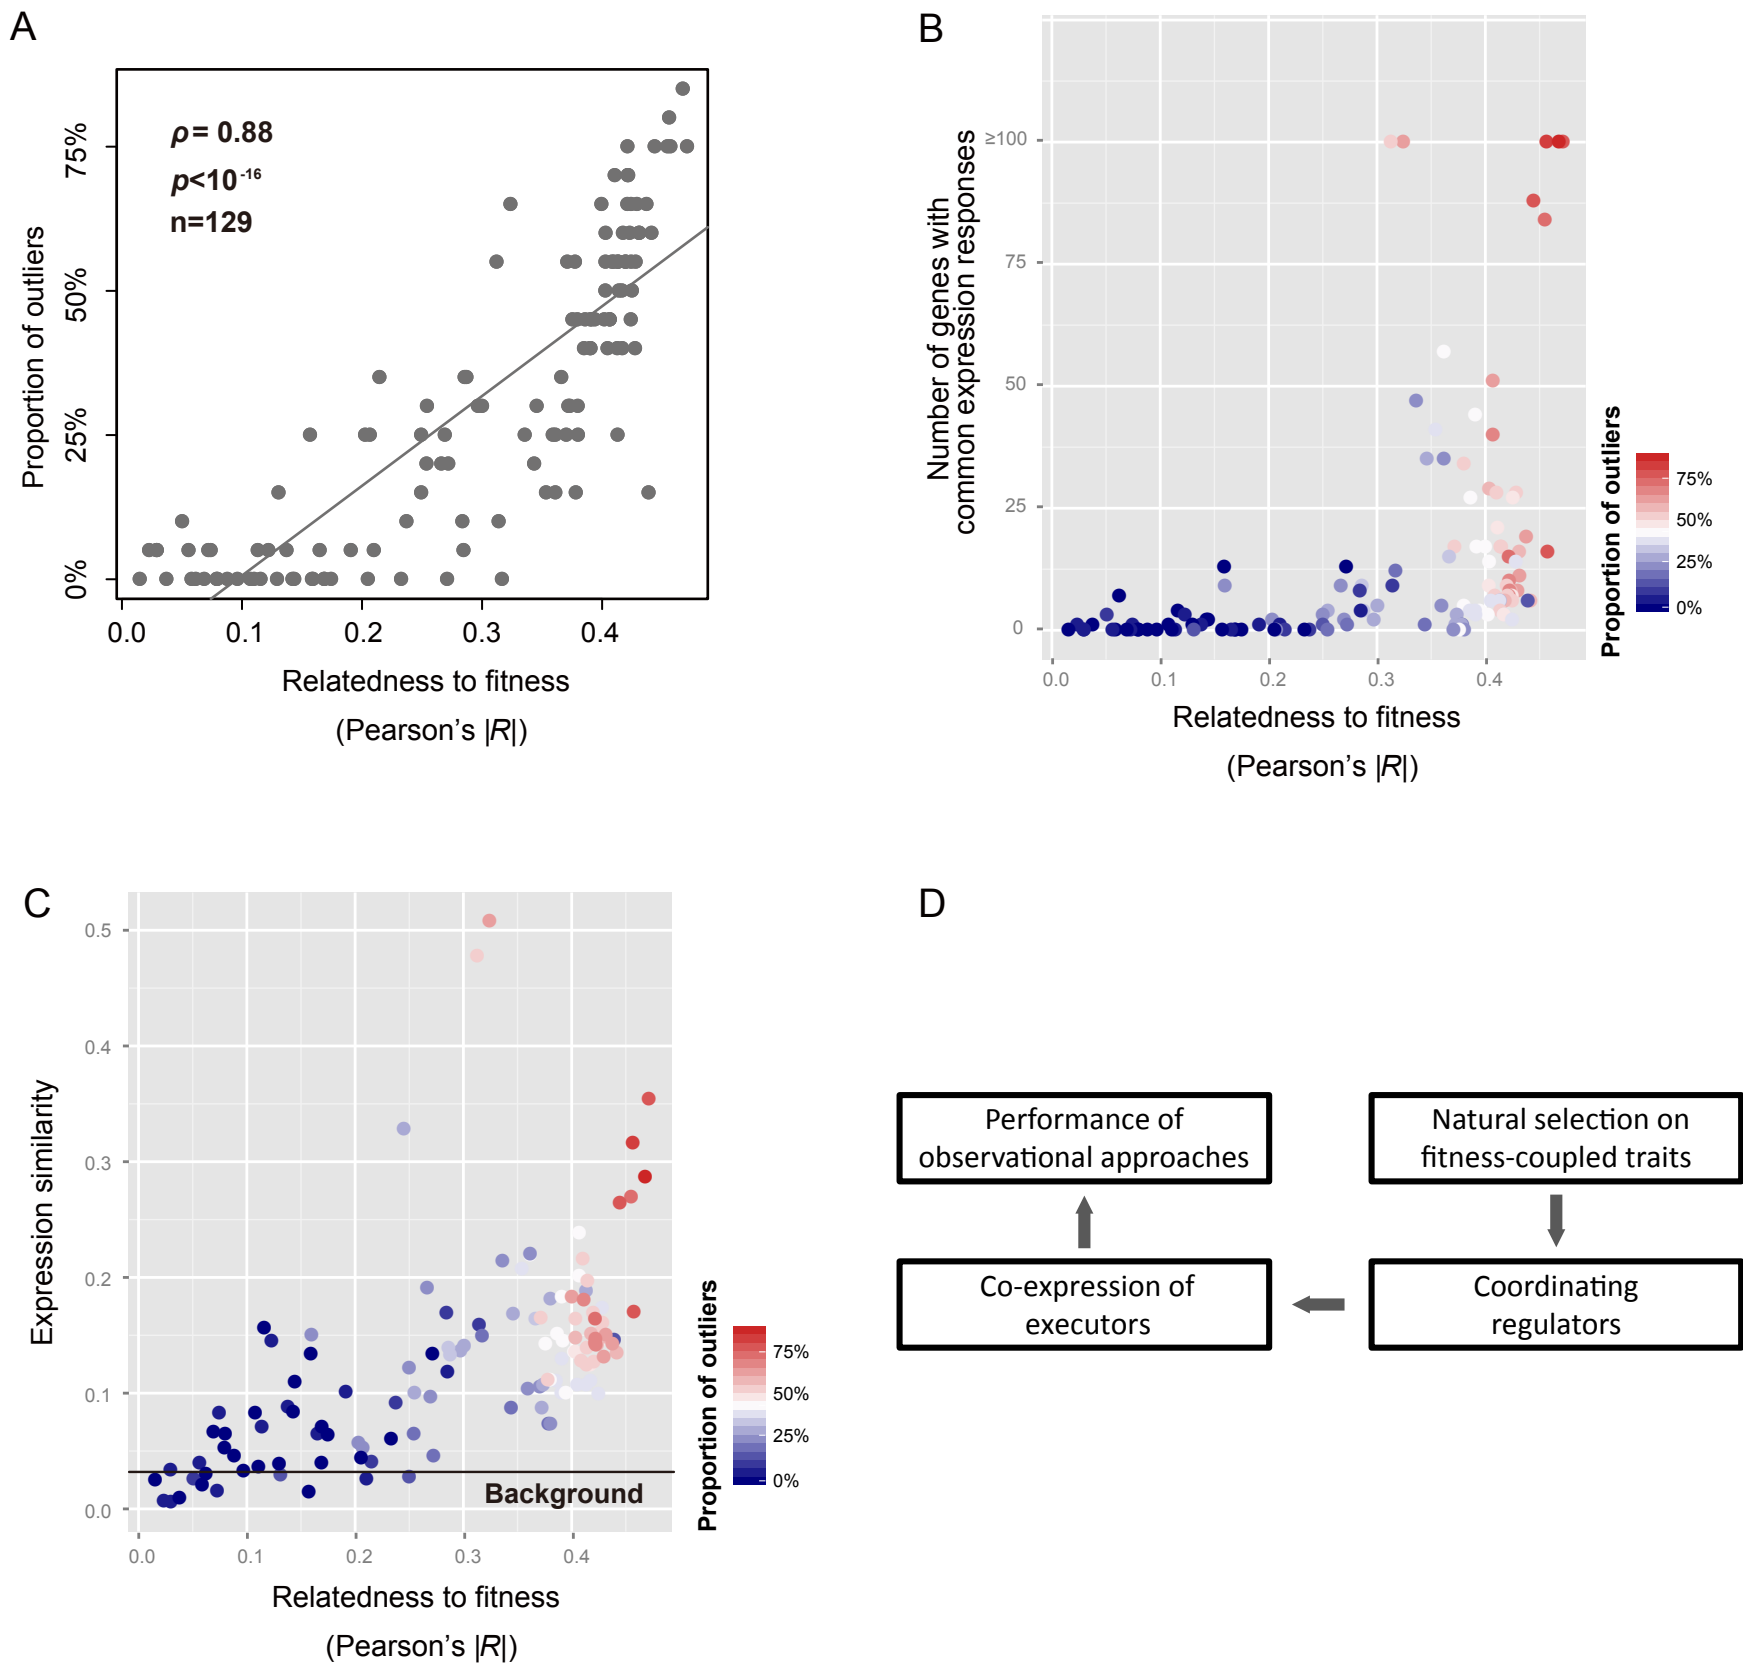 A
ρ = 0.88
p<10-16
n=129
75%
50%
25%
0%
Proportion of outliers
0.0
0.1
0.2
0.3
0.4
Relatedness to fitness
(Pearson's |R|)
B
≥100
75
50
25
0
Number of genes with
common expression responses
0.0
0.1
0.2
0.3
0.4
Relatedness to fitness
(Pearson's |R|)
Proportion of outliers
75%
50%
25%
0%
C
0.5
0.4
0.3
0.2
0.1
0.0
Expression similarity
Background
0.0
0.1
0.2
0.3
0.4
Relatedness to fitness
(Pearson's |R|)
Proportion of outliers
75%
50%
25%
0%
D
Performance of
observational approaches
Natural selection on
fitness-coupled traits
Co-expression of
executors
Coordinating
regulators